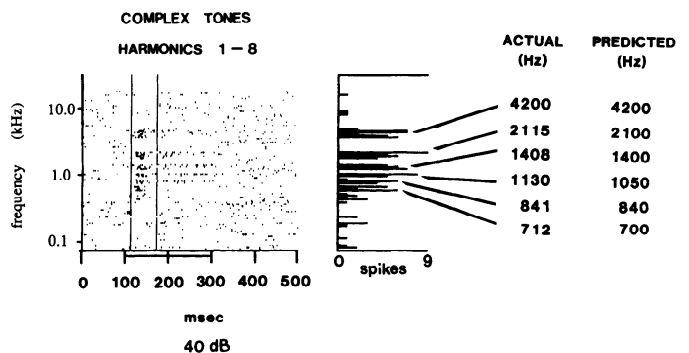 COMPLEX TONES
HARMONICS 1 – 8
ACTUAL PREDICTED
(Hz) (Hz)
frequency (kHz)
10.0
1.0
0.1
4200 4200
2115 2100
1408 1400
1130 1050
841 840
712 700
0 100 200 300 400 500
0 9
spikes
msec
40 dB